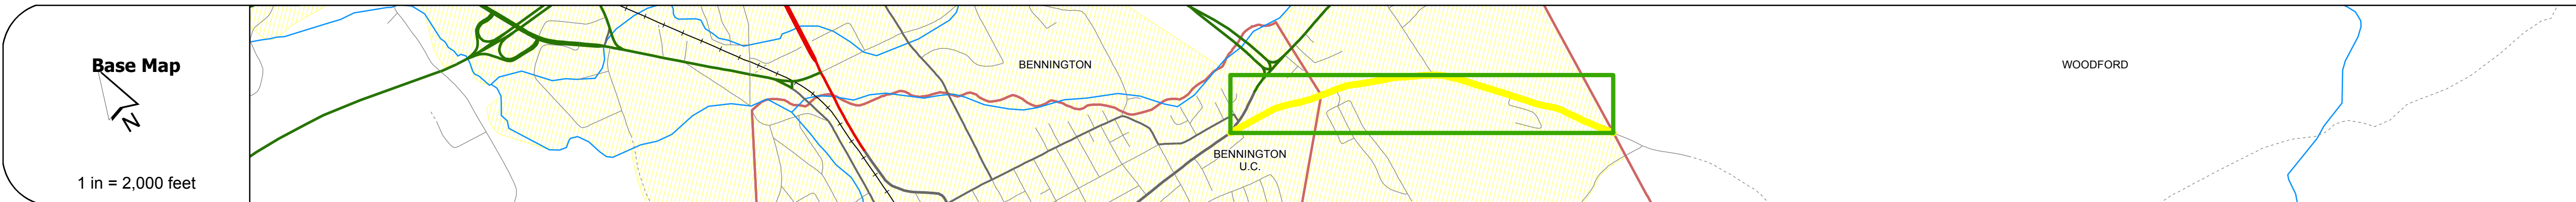 Base Map
N
1 in = 2,000 feet
BENNINGTON
BENNINGTON
U.C.
WOODFORD